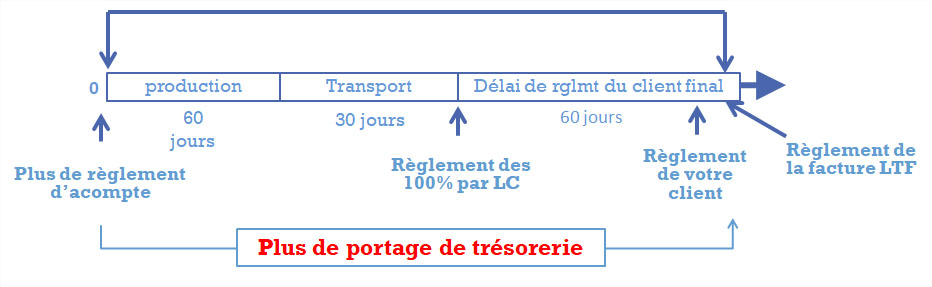 0
production
Transport
Délai de rglmt du client final
60
jours
30 jours
60 jours
Plus de règlement
d'acompte
Règlement des
100% par LC
Règlement
de votre
client
Règlement de
la facture LTF
Plus de portage de trésorerie